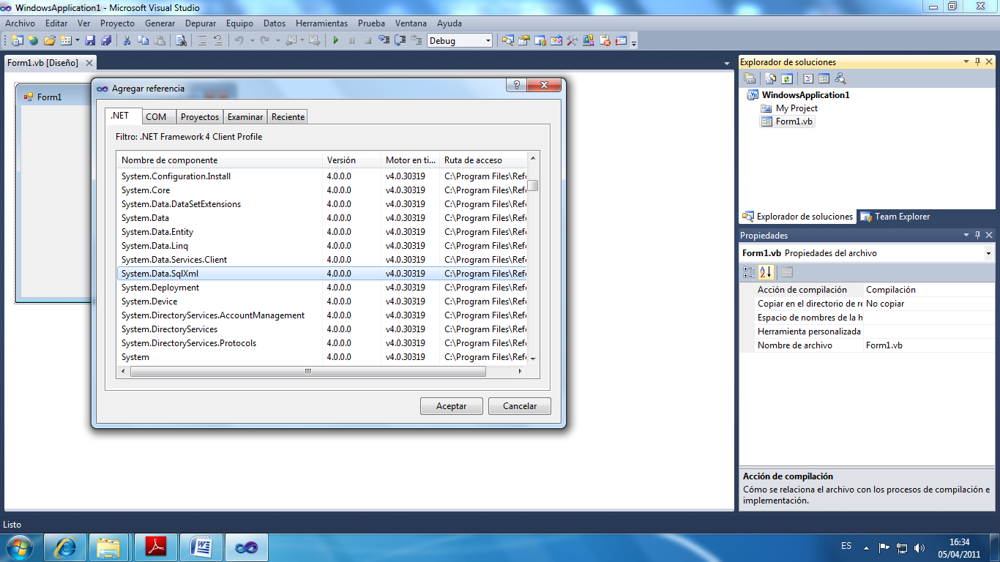 WindowsApplication1 - Microsoft Visual Studio
Archivo Editar Ver Proyecto Generar Depurar Equipo Datos Herramientas Prueba Ventana Ayuda
Debug
Form1.vb [Diseño]
Form1
Agregar referencia
.NET COM Proyectos Examinar Reciente
Filtro: .NET Framework 4 Client Profile
Nombre de componente Versión Motor en ti... Ruta de acceso
System.Configuration.Install 4.0.0.0 v4.0.30319 C:\Program Files\Refe
System.Core 4.0.0.0 v4.0.30319 C:\Program Files\Refe
System.Data.DataSetExtensions 4.0.0.0 v4.0.30319 C:\Program Files\Refe
System.Data 4.0.0.0 v4.0.30319 C:\Program Files\Refe
System.Data.Entity 4.0.0.0 v4.0.30319 C:\Program Files\Refe
System.Data.Linq 4.0.0.0 v4.0.30319 C:\Program Files\Refe
System.Data.Services.Client 4.0.0.0 v4.0.30319 C:\Program Files\Refe
System.Data.SqlXml 4.0.0.0 v4.0.30319 C:\Program Files\Refe
System.Deployment 4.0.0.0 v4.0.30319 C:\Program Files\Refe
System.Device 4.0.0.0 v4.0.30319 C:\Program Files\Refe
System.DirectoryServices.AccountManagement 4.0.0.0 v4.0.30319 C:\Program Files\Refe
System.DirectoryServices 4.0.0.0 v4.0.30319 C:\Program Files\Refe
System.DirectoryServices.Protocols 4.0.0.0 v4.0.30319 C:\Program Files\Refe
System 4.0.0.0 v4.0.30319 C:\Program Files\Refe
Aceptar Cancelar
Explorador de soluciones
WindowsApplication1
My Project
Form1.vb
Explorador de soluciones Team Explorer
Propiedades
Form1.vb Propiedades del archivo
Acción de compilación Compilación
Copiar en el directorio de re No copiar
Espacio de nombres de la h
Herramienta personalizada
Nombre de archivo Form1.vb
Acción de compilación
Cómo se relaciona el archivo con los procesos de compilación e
implementación.
Listo
ES
16:34
05/04/2011